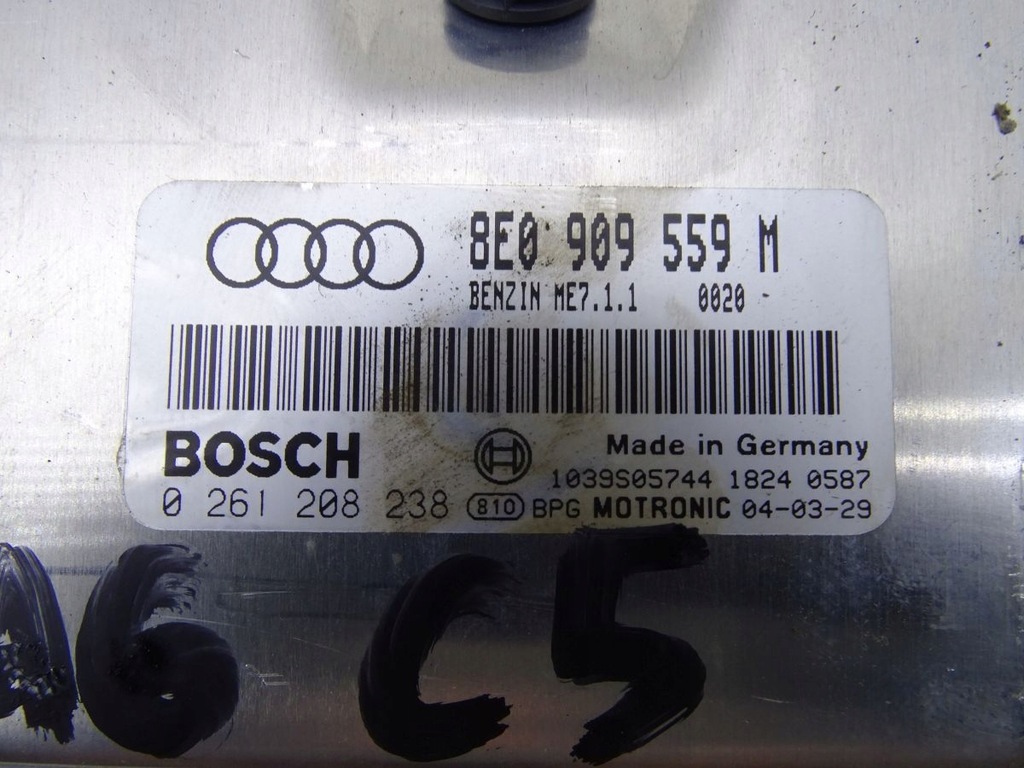 8E0 909 559 M
BENZIN ME7.1.1 0020
BOSCH
Made in Germany
1039S05744 1824 0587
0 261 208 238 810 BPG MOTRONIC 04-03-29
A6 C5